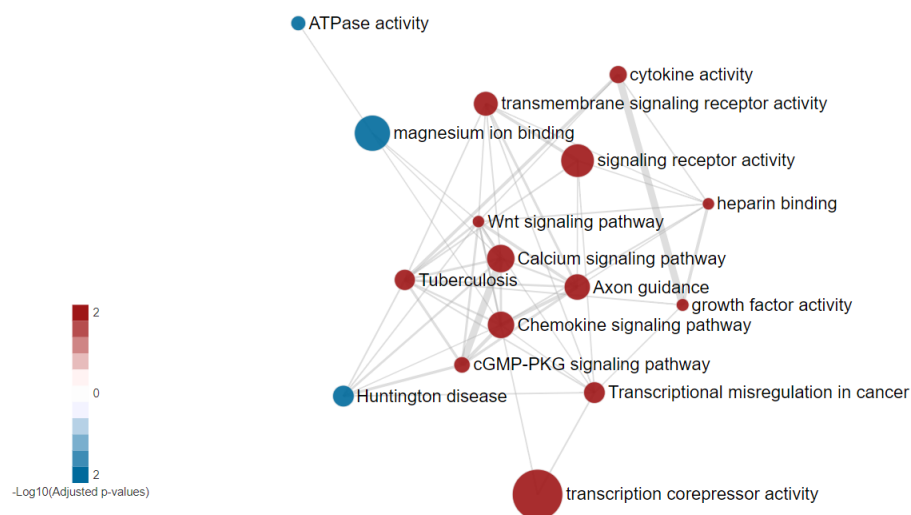 ATPase activity
cytokine activity
transmembrane signaling receptor activity
magnesium ion binding
signaling receptor activity
heparin binding
Wnt signaling pathway
Calcium signaling pathway
Tuberculosis
Axon guidance
growth factor activity
Chemokine signaling pathway
cGMP-PKG signaling pathway
Huntington disease
Transcriptional misregulation in cancer
transcription corepressor activity
2
0
2
-Log10(Adjusted p-values)